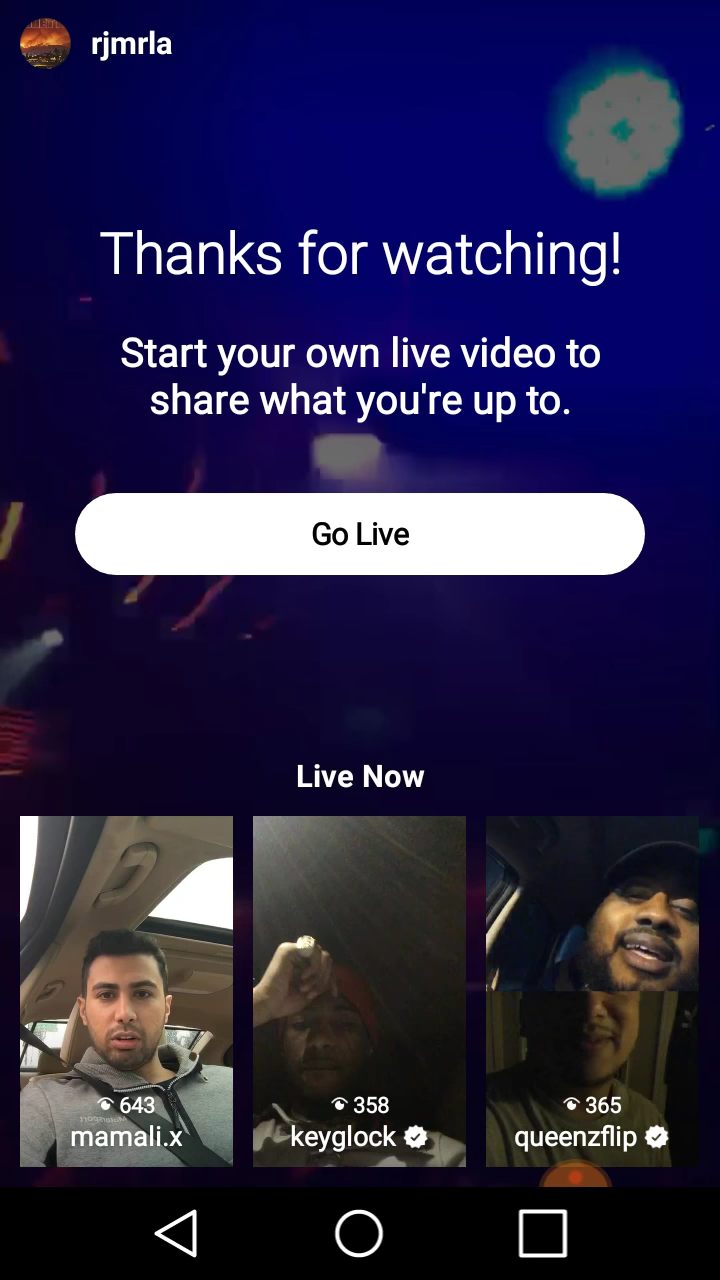 rjmrla
Thanks for watching!
Start your own live video to
share what you're up to.
Go Live
Live Now
643
mamali.x
358
keyglock
365
queenzflip